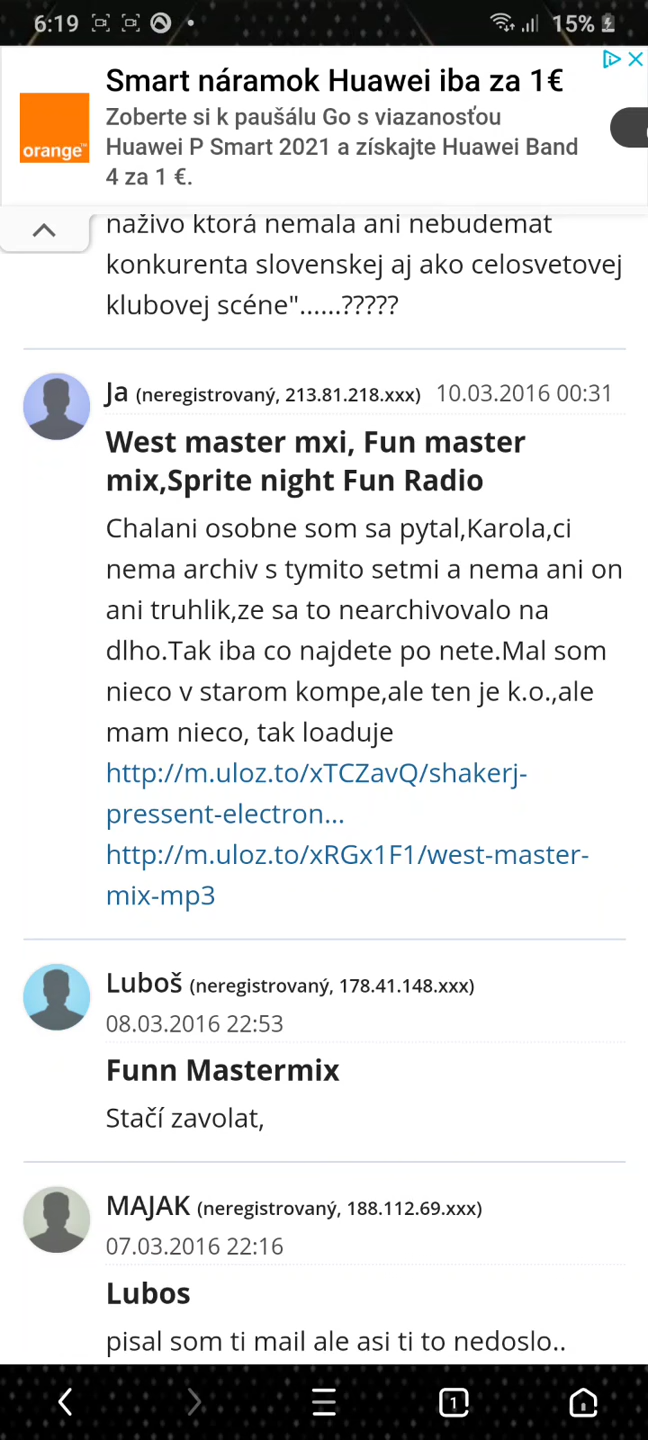 6:19
15%
Smart náramok Huawei iba za 1€
Zoberte si k paušálu Go s viazanosťou
Huawei P Smart 2021 a získajte Huawei Band
4 za 1 €.
orange™
naživo ktorá nemala ani nebudemat
konkurenta slovenskej aj ako celosvetovej
klubovej scéne"......?????
Ja (neregistrovaný, 213.81.218.xxx) 10.03.2016 00:31
West master mxi, Fun master
mix,Sprite night Fun Radio
Chalani osobne som sa pytal,Karola,ci
nema archiv s tymito setmi a nema ani on
ani truhlik,ze sa to nearchivovalo na
dlho.Tak iba co najdete po nete.Mal som
nieco v starom kompe,ale ten je k.o.,ale
mam nieco, tak loaduje
http://m.uloz.to/xTCZavQ/shakerj-
pressent-electron...
http://m.uloz.to/xRGx1F1/west-master-
mix-mp3
Luboš (neregistrovaný, 178.41.148.xxx)
08.03.2016 22:53
Funn Mastermix
Stačí zavolat,
MAJAK (neregistrovaný, 188.112.69.xxx)
07.03.2016 22:16
Lubos
pisal som ti mail ale asi ti to nedoslo..
1